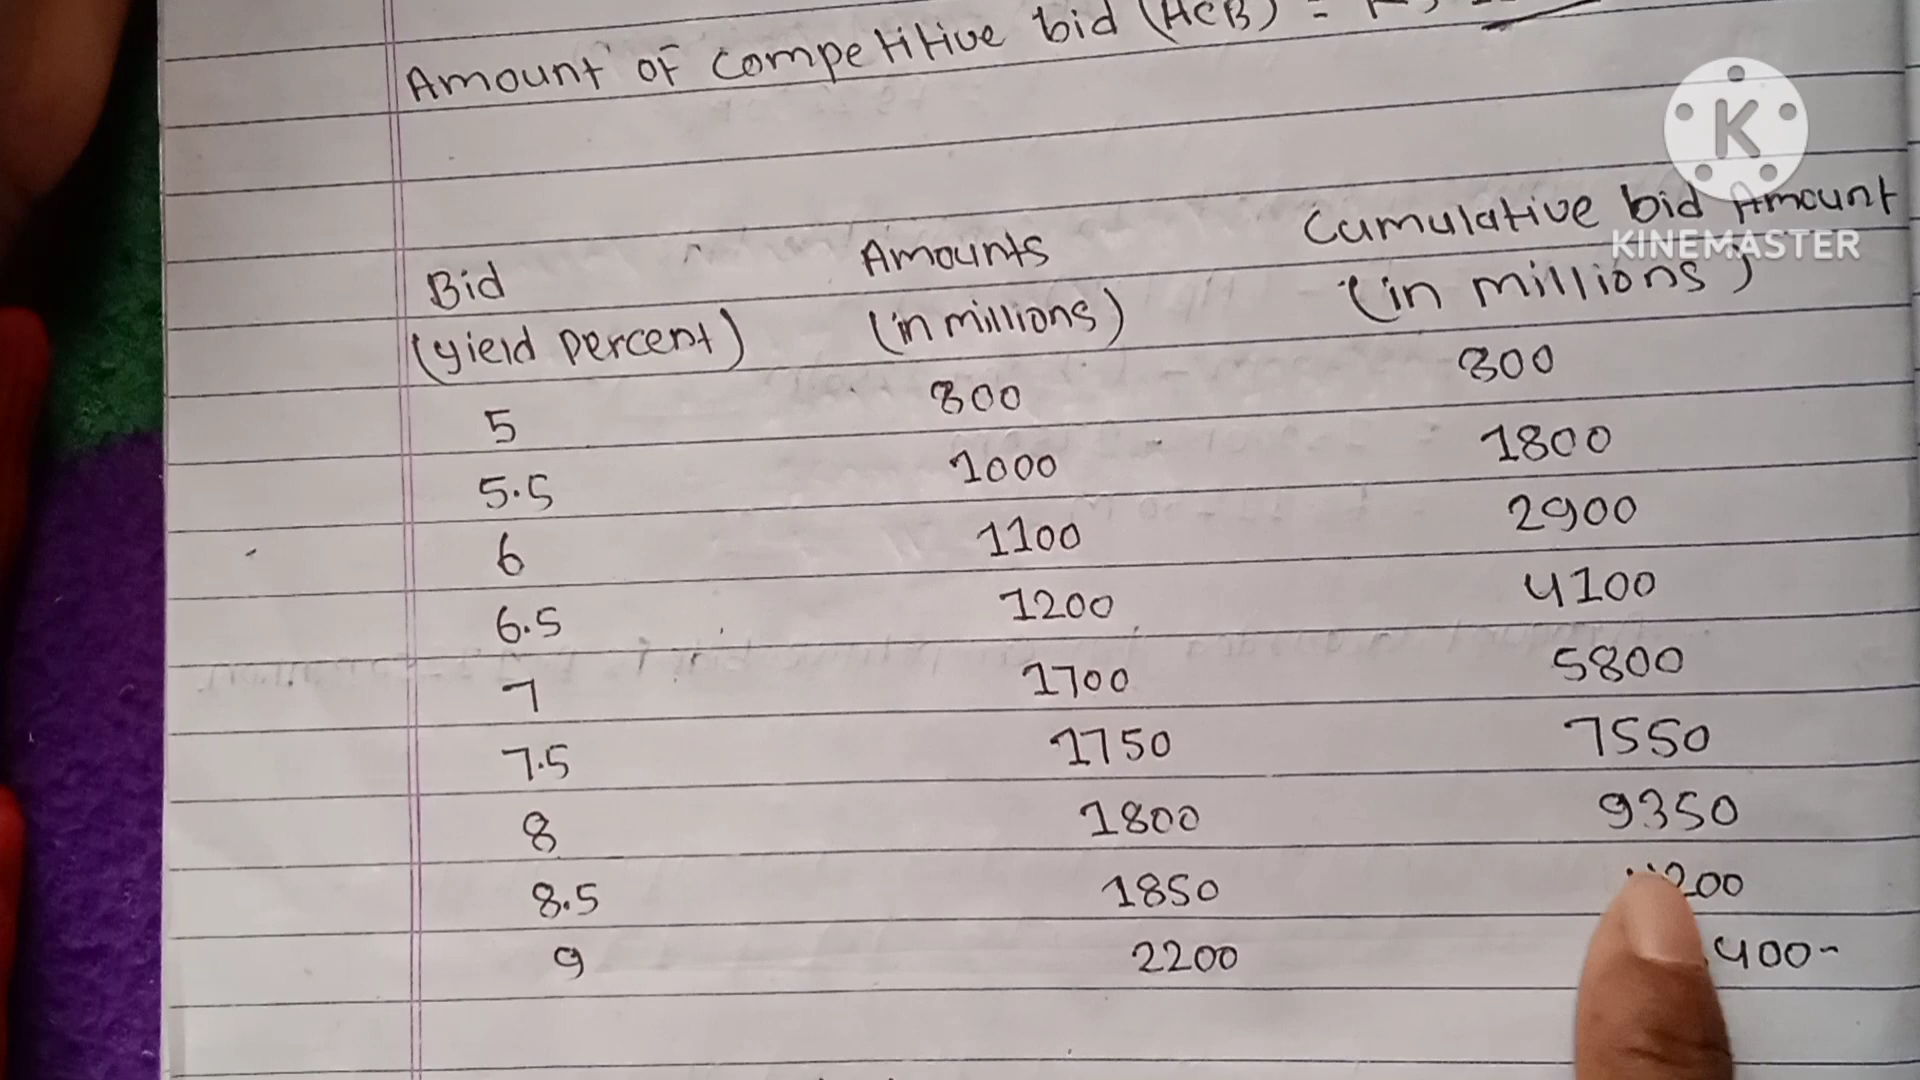 Amount of competitive bid (ACB) =
K
KINEMASTER
Bid Amounts Cumulative bid Amount
(yield percent) (in millions) (in millions)
5 800 800
5.5 1000 1800
6 1100 2900
6.5 1200 4100
7 1700 5800
7.5 1750 7550
8 1800 9350
8.5 1850 200
9 2200 400-